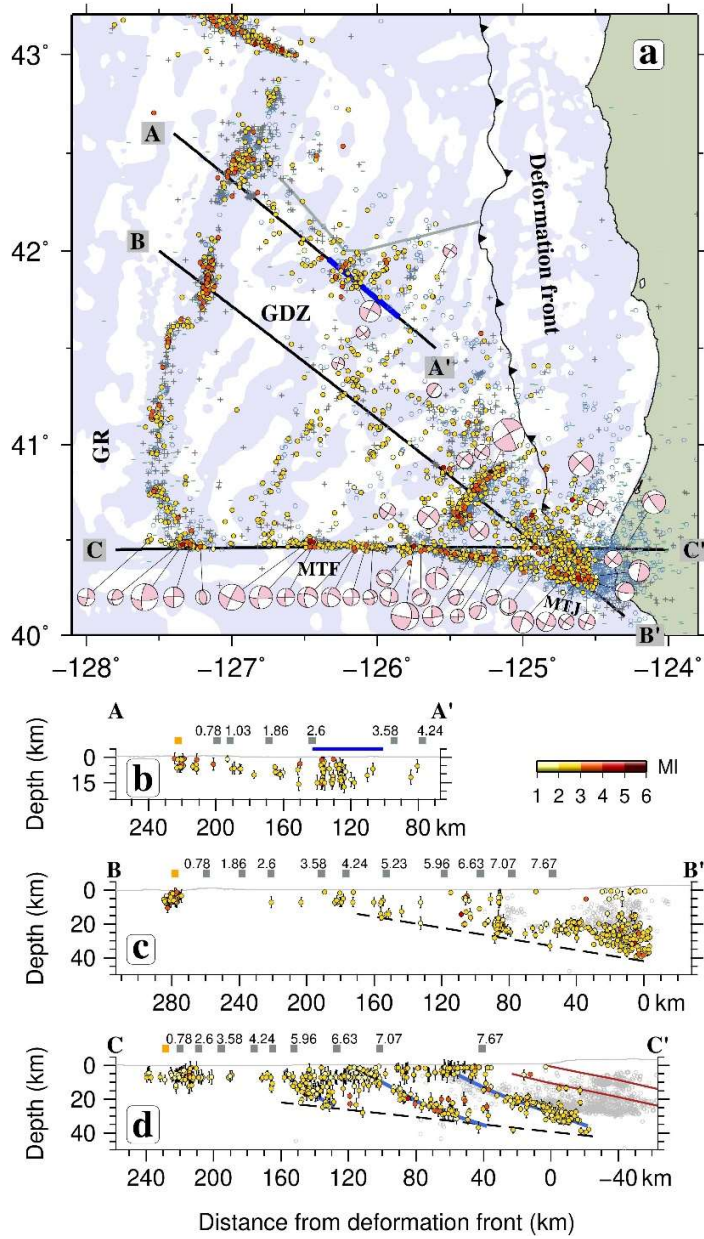 a
43°
42°
41°
40°
A
B
Deformation front
GDZ
A'
GR
C
C'
MTF
MTJ
B'
−128 −127 −126 −125 −124
A A'
0.78 1.03 1.86 2.6 3.58 4.24
Depth (km)
0
15
b
240 200 160 120 80 km
Ml
1 2 3 4 5 6
B B'
0.78 1.86 2.6 3.58 4.24 5.23 5.96 6.63 7.07 7.67
Depth (km)
0
20
40
c
280 240 200 160 120 80 40 0 km
C C'
0.78 2.6 3.58 4.24 5.96 6.63 7.07 7.67
Depth (km)
0
20
40
d
240 200 160 120 80 40 0 −40 km
Distance from deformation front (km)